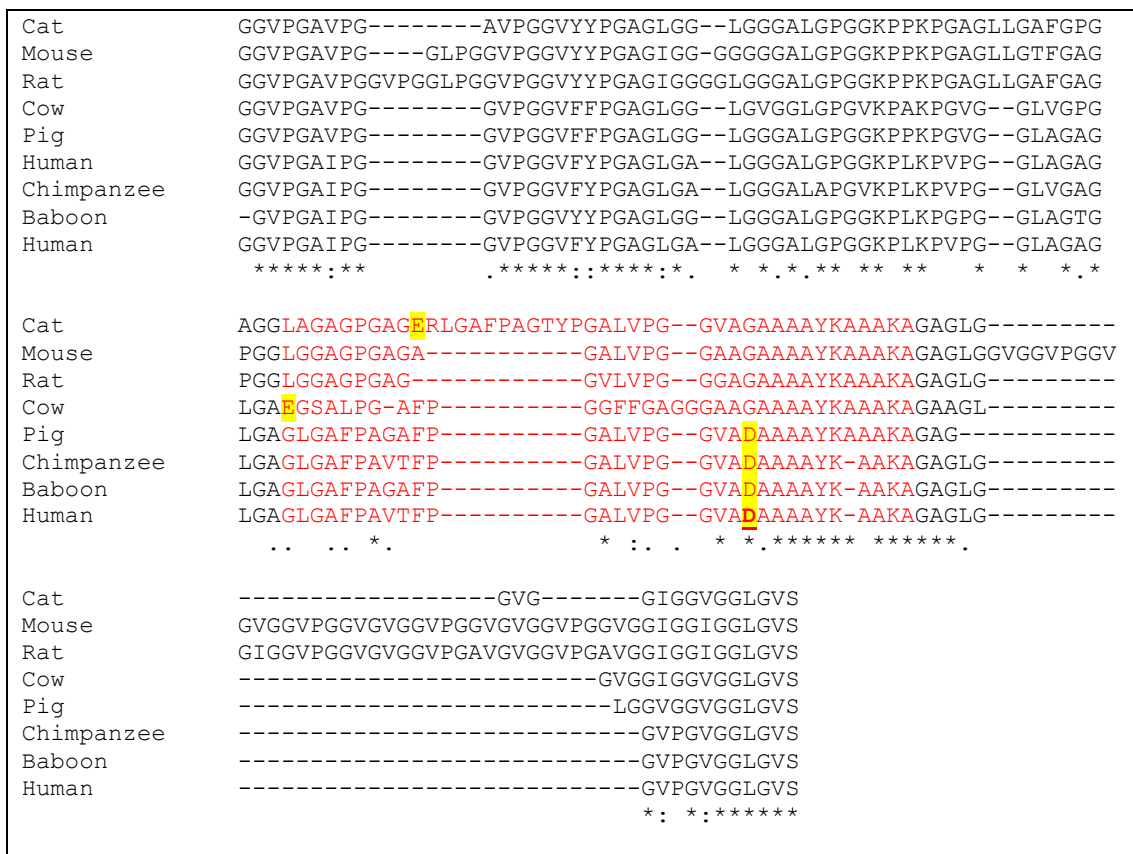 Cat GGVPGAVPG--------AVPGGVYYPGAGLGG--LGGGALGPGGKPPKPGAGLLGAFGPG
Mouse GGVPGAVPG----GLPGGVPGGVYYPGAGIGG-GGGGALGPGGKPPKPGAGLLGTFGAG
Rat GGVPGAVPGGVPGGLPGGVPGGVYYPGAGIGGGGLGGGALGPGGKPPKPGAGLLGAFGAG
Cow GGVPGAVPG--------GVPGGVFFPGAGLGG--LGVGGLGPGVKPAKPGVG--GLVGPG
Pig GGVPGAVPG--------GVPGGVFFPGAGLGG--LGGGALGPGGKPPKPGVG--GLAGAG
Human GGVPGAIPG--------GVPGGVFYPGAGLGA--LGGGALGPGGKPLKPVPG--GLAGAG
Chimpanzee GGVPGAIPG--------GVPGGVFYPGAGLGA--LGGGALAPGVKPLKPVPG--GLVGAG
Baboon -GVPGAIPG--------GVPGGVYYPGAGLGG--LGGGALGPGGKPLKPGPG--GLAGTG
Human GGVPGAIPG--------GVPGGVFYPGAGLGA--LGGGALGPGGKPLKPVPG--GLAGAG
*****:** .*****::****:*. * *.*.** ** ** * * *.*
Cat AGGLAGAGPGAGERLGAFPAGTYPGALVPG--GVAGAAAAYKAAAKAGAGLG---------
Mouse PGGLGGAGPGAGA-----------GALVPG--GAAGAAAAYKAAAKAGAGLGGVGGVPGGV
Rat PGGLGGAGPGAG------------GVLVPG--GGAGAAAAYKAAAKAGAGLG---------
Cow LGAEGSALPG-AFP----------GGFFGAGGGAAGAAAAYKAAAKAGAAGL---------
Pig LGAGLGAFPAGAFP----------GALVPG--GVADAAAAYKAAAKAGAG-----------
Chimpanzee LGAGLGAFPAVTFP----------GALVPG--GVADAAAAYK-AAKAGAGLG---------
Baboon LGAGLGAFPAGAFP----------GALVPG--GVADAAAAYK-AAKAGAGLG---------
Human LGAGLGAFPAVTFP----------GALVPG--GVADAAAAYK-AAKAGAGLG---------
.. .. *. * :. . * *.****** ******.
Cat ------------------GVG-------GIGGVGGLGVS
Mouse GVGGVPGGVGVGGVPGGVGVGGVPGGVGGIGGIGGLGVS
Rat GIGGVPGGVGVGGVPGAVGVGGVPGAVGGIGGIGGLGVS
Cow -------------------------GVGGIGGVGGLGVS
Pig --------------------------LGGVGGVGGLGVS
Chimpanzee ----------------------------GVPGVGGLGVS
Baboon ----------------------------GVPGVGGLGVS
Human ----------------------------GVPGVGGLGVS
*: *:******